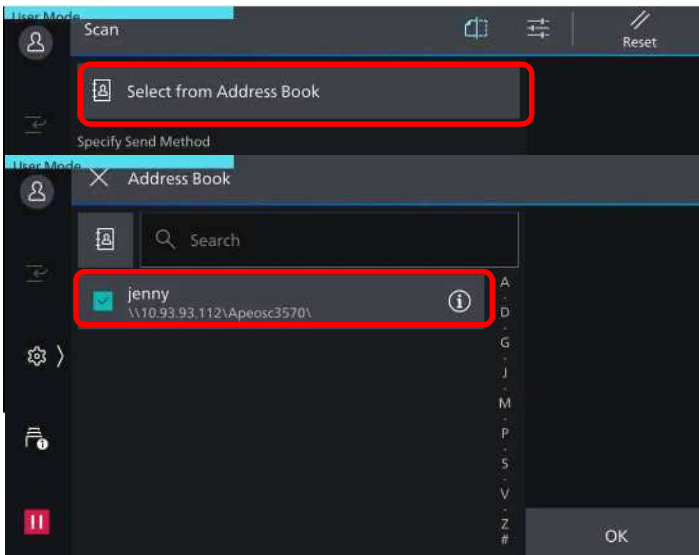 User Mode
Scan
Reset
Select from Address Book
Specify Send Method
User Mode
Address Book
Search
jenny
\\10.93.93.112\Apeosc3570\
A
D
G
J
M
P
S
V
Z
#
OK